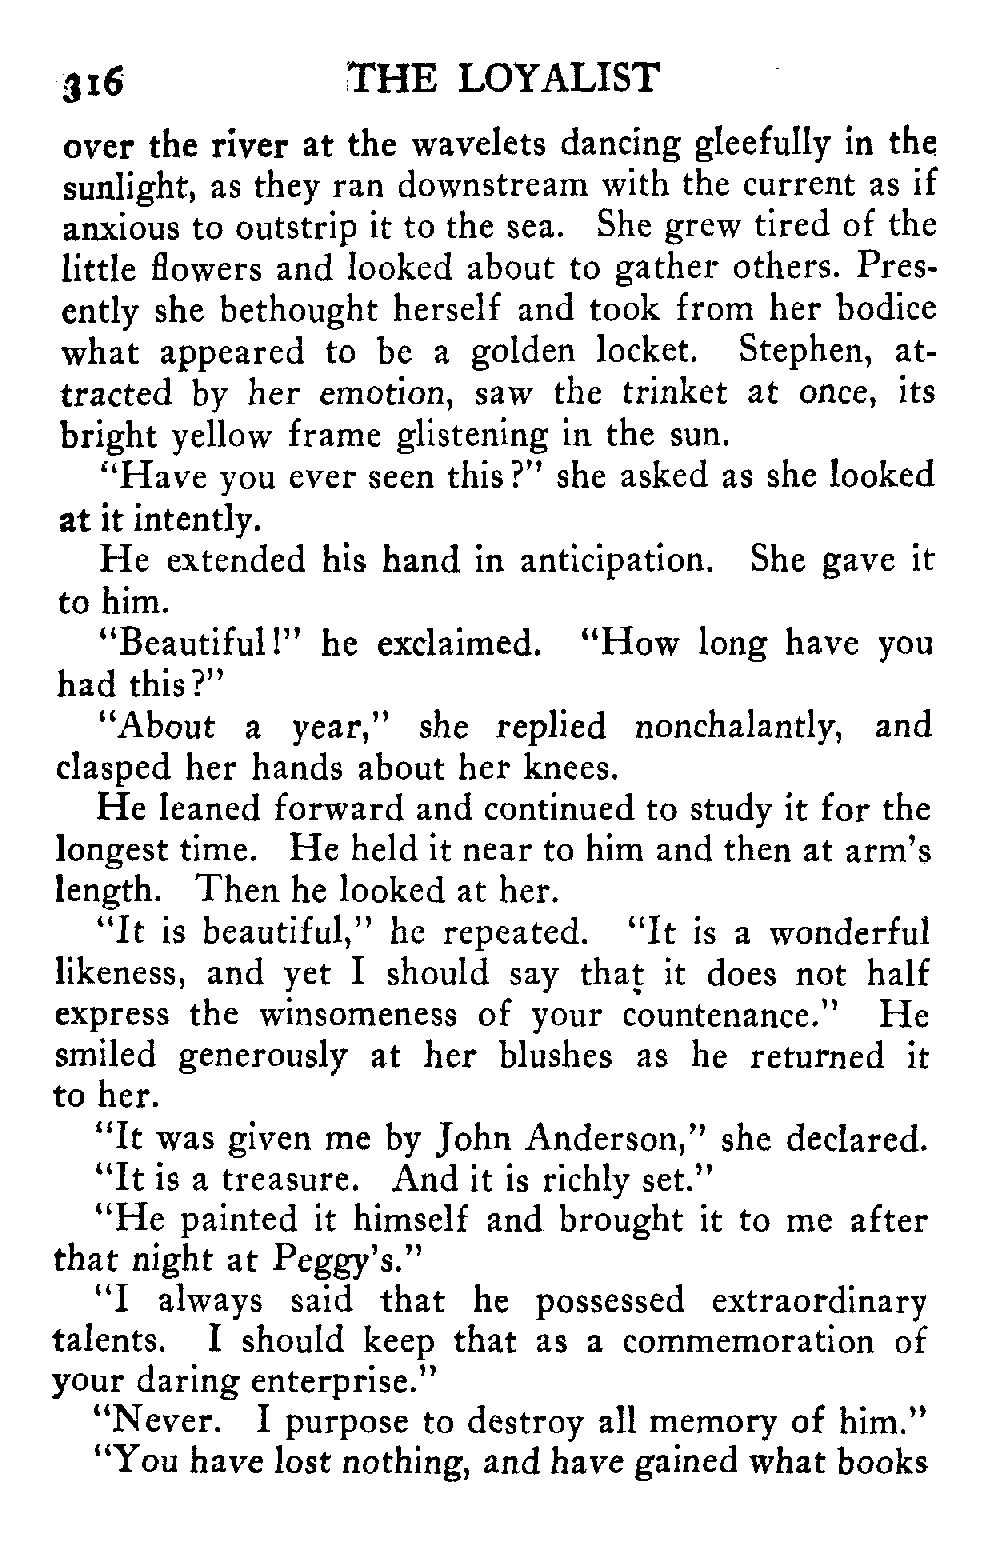 316 THE LOYALIST
over the river at the wavelets dancing gleefully in the
sunlight, as they ran downstream with the current as if
anxious to outstrip it to the sea. She grew tired of the
little flowers and looked about to gather others. Pres-
ently she bethought herself and took from her bodice
what appeared to be a golden locket. Stephen, at-
tracted by her emotion, saw the trinket at once, its
bright yellow frame glistening in the sun.
"Have you ever seen this?" she asked as she looked
at it intently.
He extended his hand in anticipation. She gave it
to him.
"Beautiful!" he exclaimed. "How long have you
had this?"
"About a year," she replied nonchalantly, and
clasped her hands about her knees.
He leaned forward and continued to study it for the
longest time. He held it near to him and then at arm's
length. Then he looked at her.
"It is beautiful," he repeated. "It is a wonderful
likeness, and yet I should say that it does not half
express the winsomeness of your countenance." He
smiled generously at her blushes as he returned it
to her.
"It was given me by John Anderson," she declared.
"It is a treasure. And it is richly set."
"He painted it himself and brought it to me after
that night at Peggy's."
"I always said that he possessed extraordinary
talents. I should keep that as a commemoration of
your daring enterprise."
"Never. I purpose to destroy all memory of him."
"You have lost nothing, and have gained what books